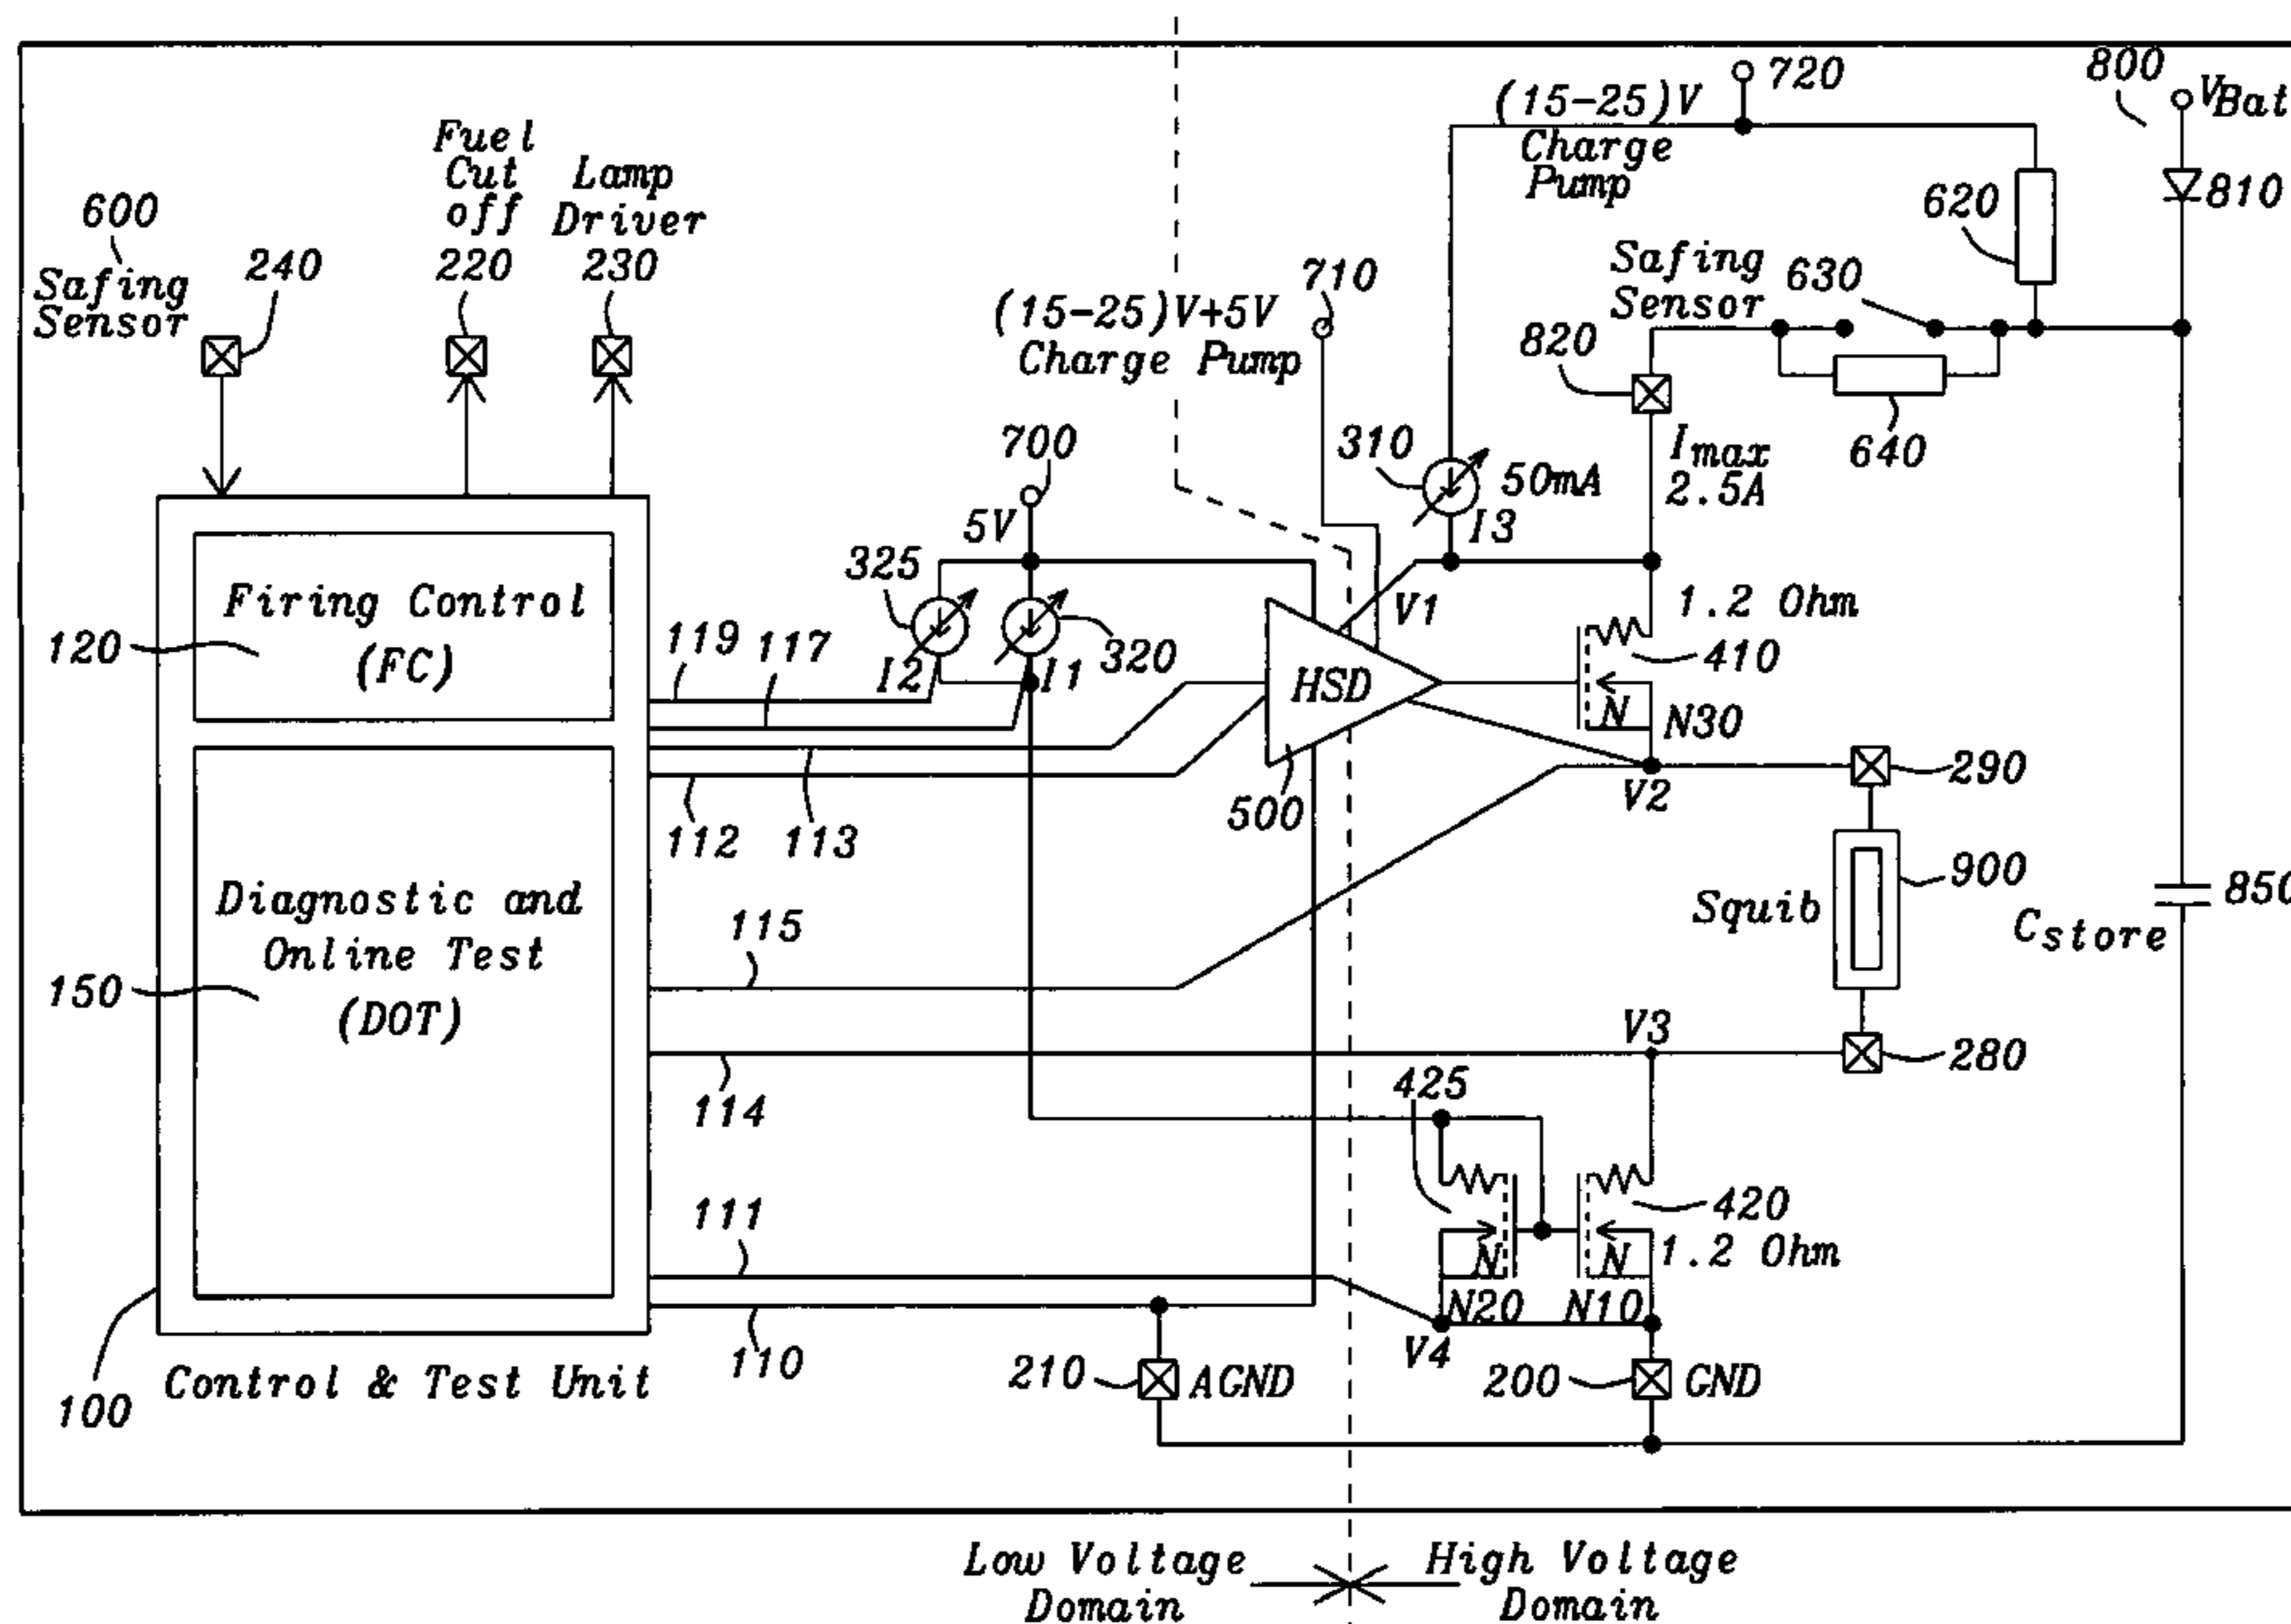 800
VBat
720
(15-25)V
Charge
Pump
810
620
Fuel
Cut
off
220
Lamp
Driver
230
600
Safing
Sensor
240
710
(15-25)V+5V
Charge Pump
Safing
Sensor
630
820
640
Imax
2.5A
310
50mA
I3
700
5V
325
320
I2
I1
V1
1.2 Ohm
410
Firing Control
(FC)
120
119
117
HSD
N
N30
112
113
500
V2
290
Diagnostic and
Online Test
(DOT)
150
115
Squib
900
Cstore
850
V3
280
114
425
420
1.2 Ohm
N
N
N20
N10
111
V4
110
210
AGND
200
GND
100
Control & Test Unit
Low Voltage
Domain
High Voltage
Domain